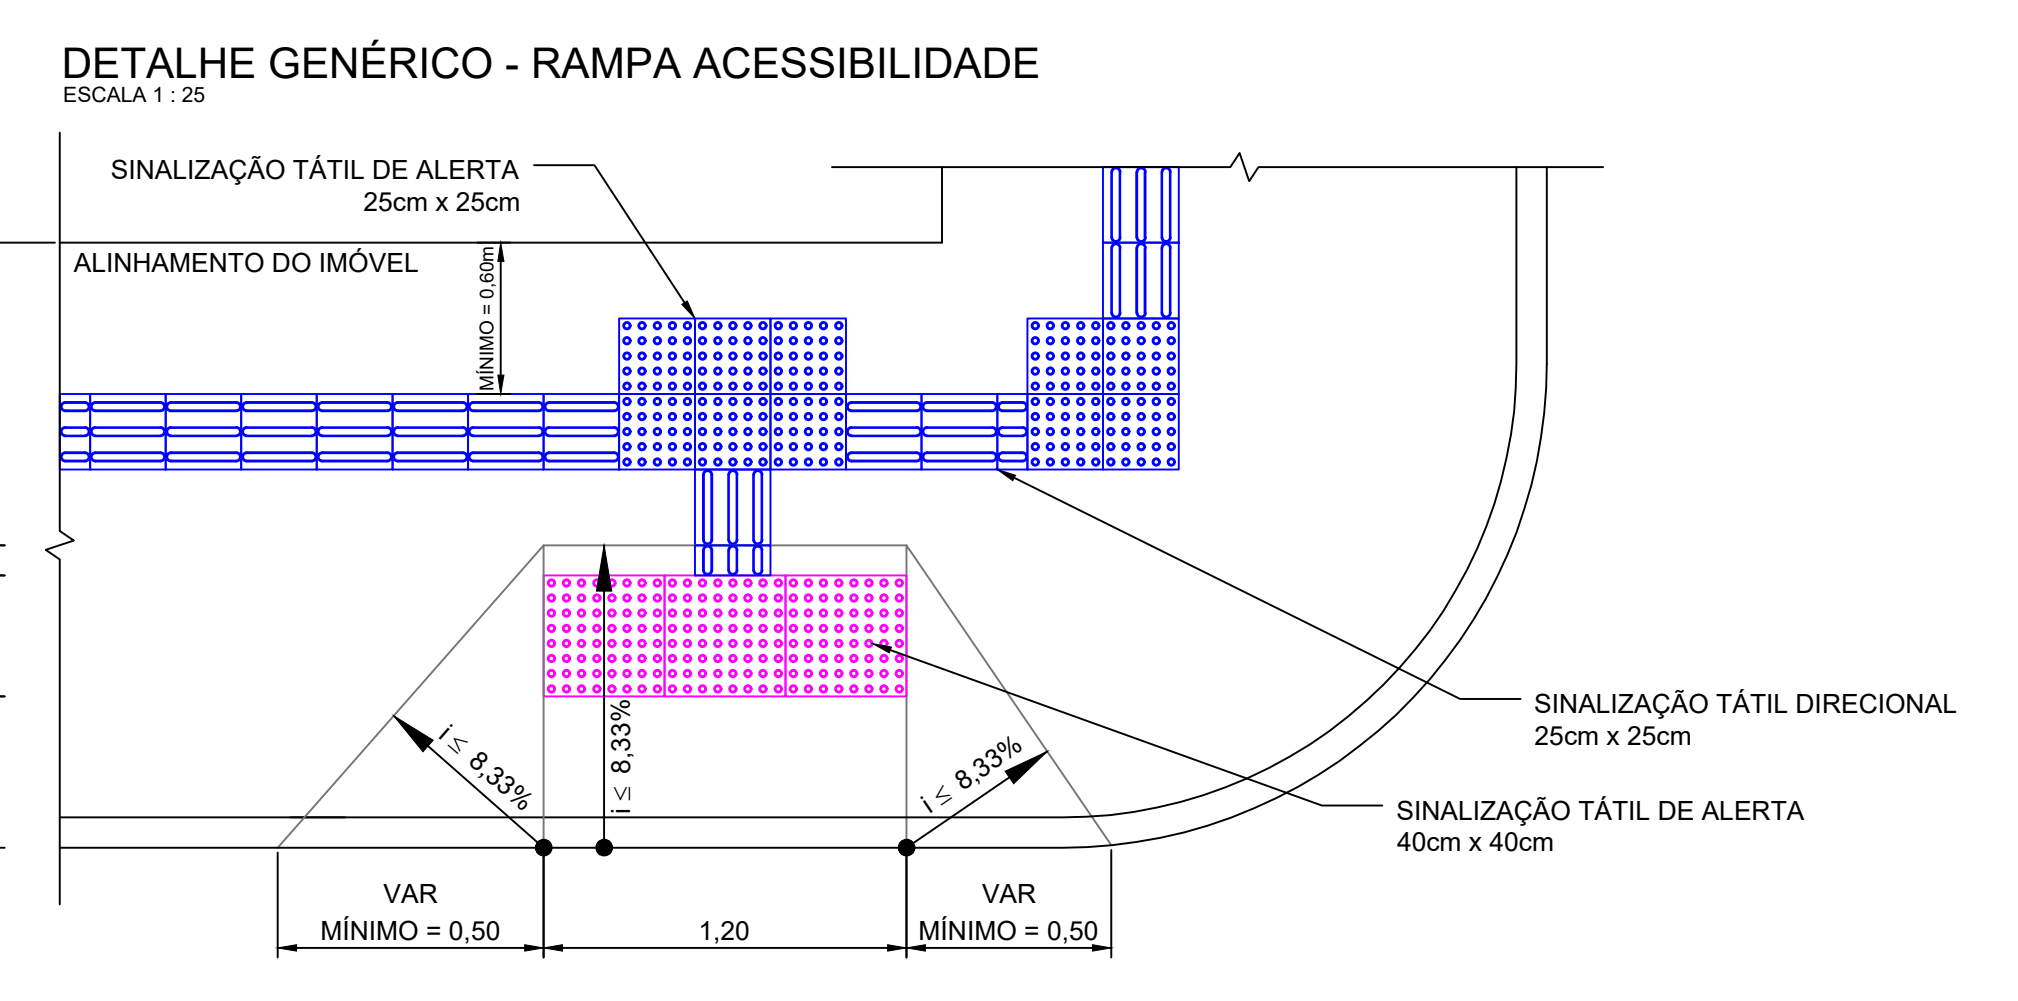 DETALHE GENÉRICO - RAMPA ACESSIBILIDADE
ESCALA 1 : 25
SINALIZAÇÃO TÁTIL DE ALERTA
25cm x 25cm
ALINHAMENTO DO IMÓVEL
MÍNIMO = 0,60m
i ≤ 8,33%
i ≤ 8,33%
i ≤ 8,33%
SINALIZAÇÃO TÁTIL DIRECIONAL
25cm x 25cm
SINALIZAÇÃO TÁTIL DE ALERTA
40cm x 40cm
VAR
MÍNIMO = 0,50
1,20
VAR
MÍNIMO = 0,50